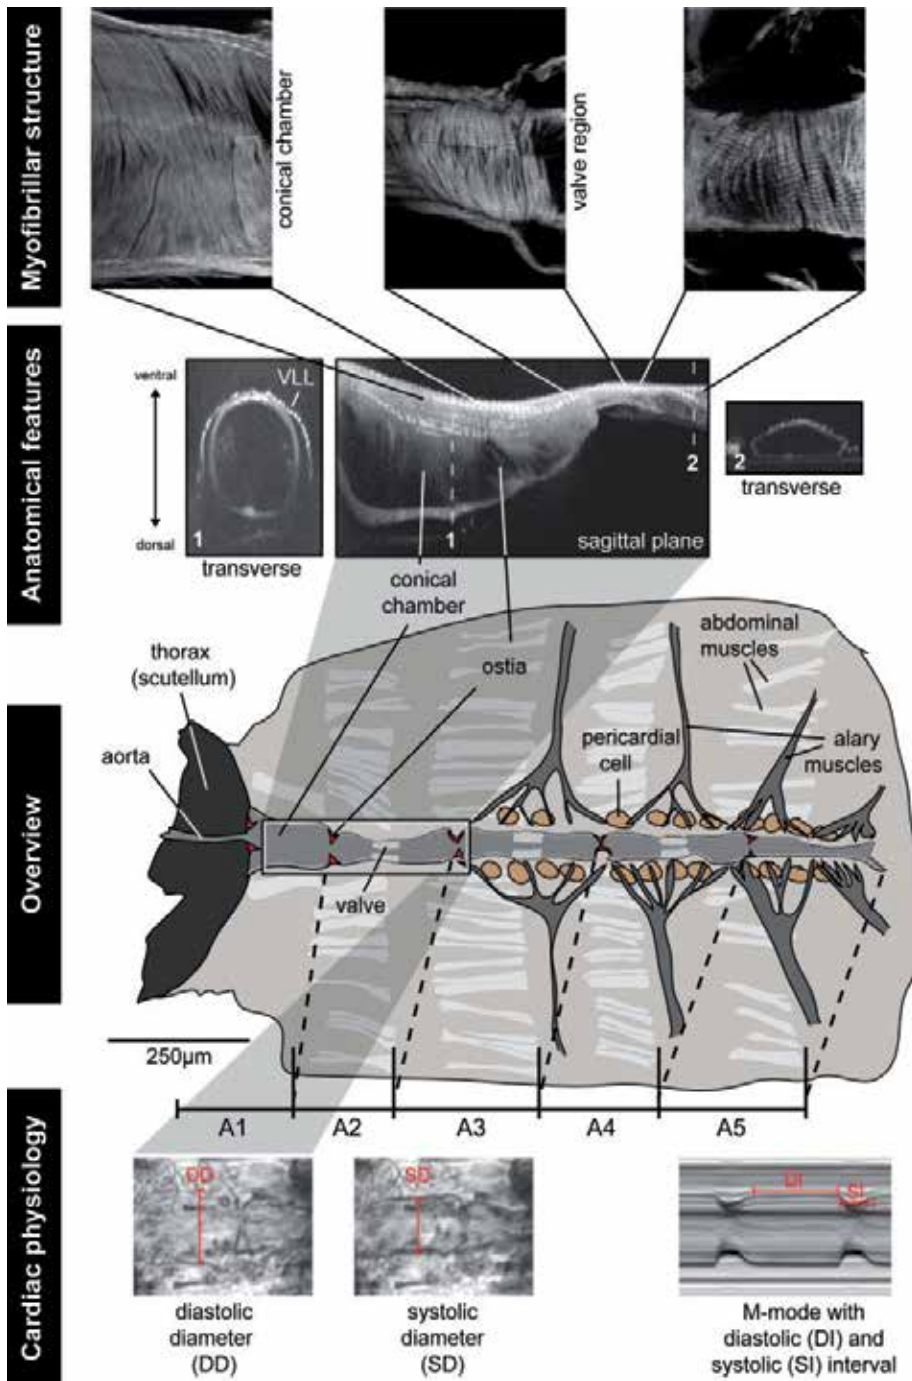 Myofibrillar structure
conical chamber
valve region
Anatomical features
ventral
dorsal
VLL
1
transverse
1
2
sagittal plane
2
transverse
conical
chamber
ostia
Overview
thorax
(scutellum)
aorta
abdominal
muscles
pericardial
cell
alary
muscles
valve
250µm
A1
A2
A3
A4
A5
Cardiac physiology
DD
SD
DI
SI
diastolic
diameter
(DD)
systolic
diameter
(SD)
M-mode with
diastolic (DI) and
systolic (SI) interval